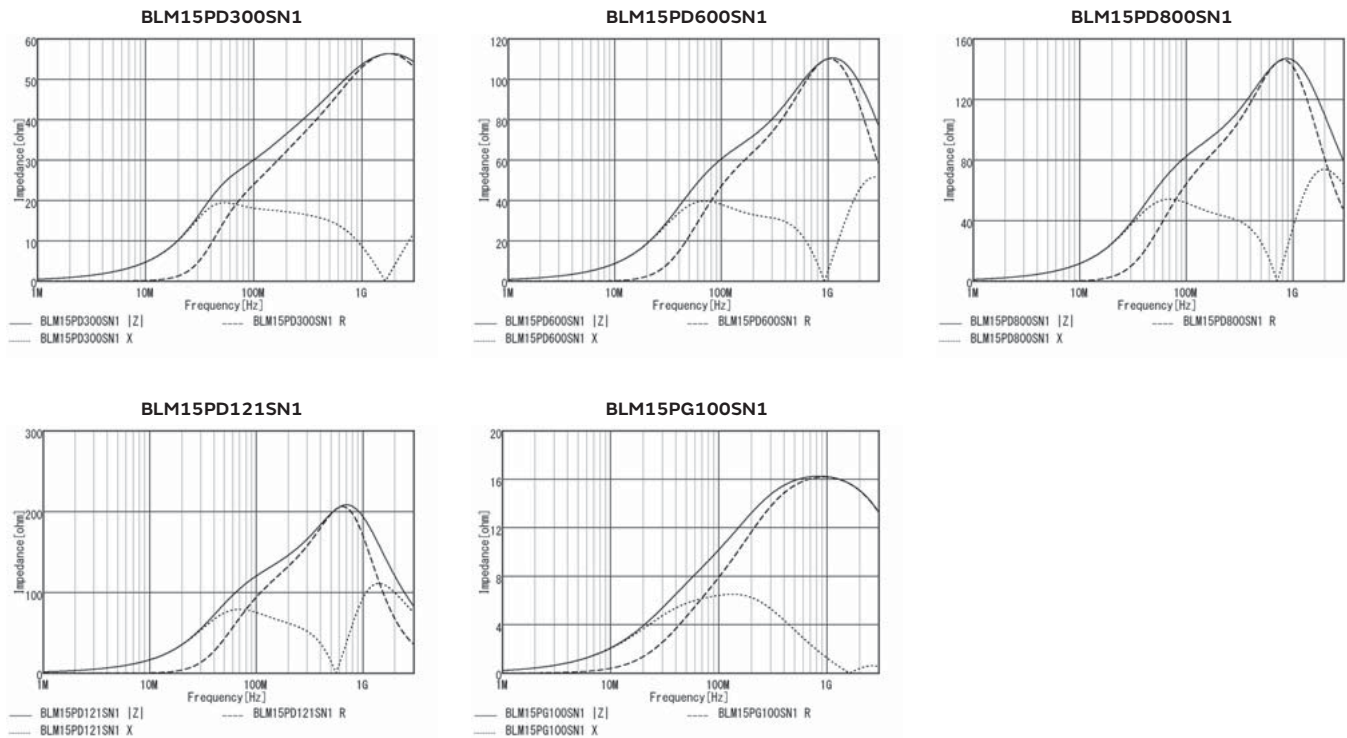 BLM15PD300SN1
60
50
40
30
20
10
0
1M
10M
100M
1G
Impedance[ohm]
Frequency[Hz]
BLM15PD300SN1 |Z|
BLM15PD300SN1 R
BLM15PD300SN1 X
BLM15PD600SN1
120
100
80
60
40
20
0
1M
10M
100M
1G
Impedance[ohm]
Frequency[Hz]
BLM15PD600SN1 |Z|
BLM15PD600SN1 R
BLM15PD600SN1 X
BLM15PD800SN1
160
120
80
40
0
1M
10M
100M
1G
Impedance[ohm]
Frequency[Hz]
BLM15PD800SN1 |Z|
BLM15PD800SN1 R
BLM15PD800SN1 X
BLM15PD121SN1
300
200
100
0
1M
10M
100M
1G
Impedance[ohm]
Frequency[Hz]
BLM15PD121SN1 |Z|
BLM15PD121SN1 R
BLM15PD121SN1 X
BLM15PG100SN1
20
16
12
8
4
0
1M
10M
100M
1G
Impedance[ohm]
Frequency[Hz]
BLM15PG100SN1 |Z|
BLM15PG100SN1 R
BLM15PG100SN1 X